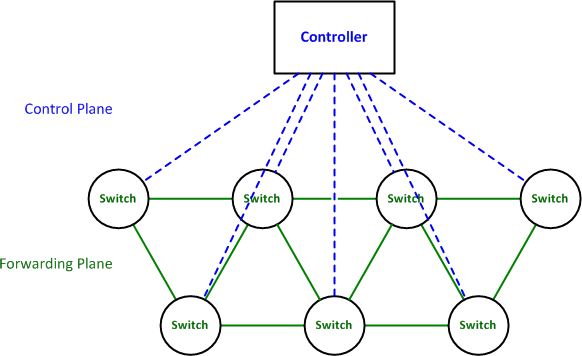 Controller
Control Plane
Switch
Switch
Switch
Switch
Forwarding Plane
Switch
Switch
Switch